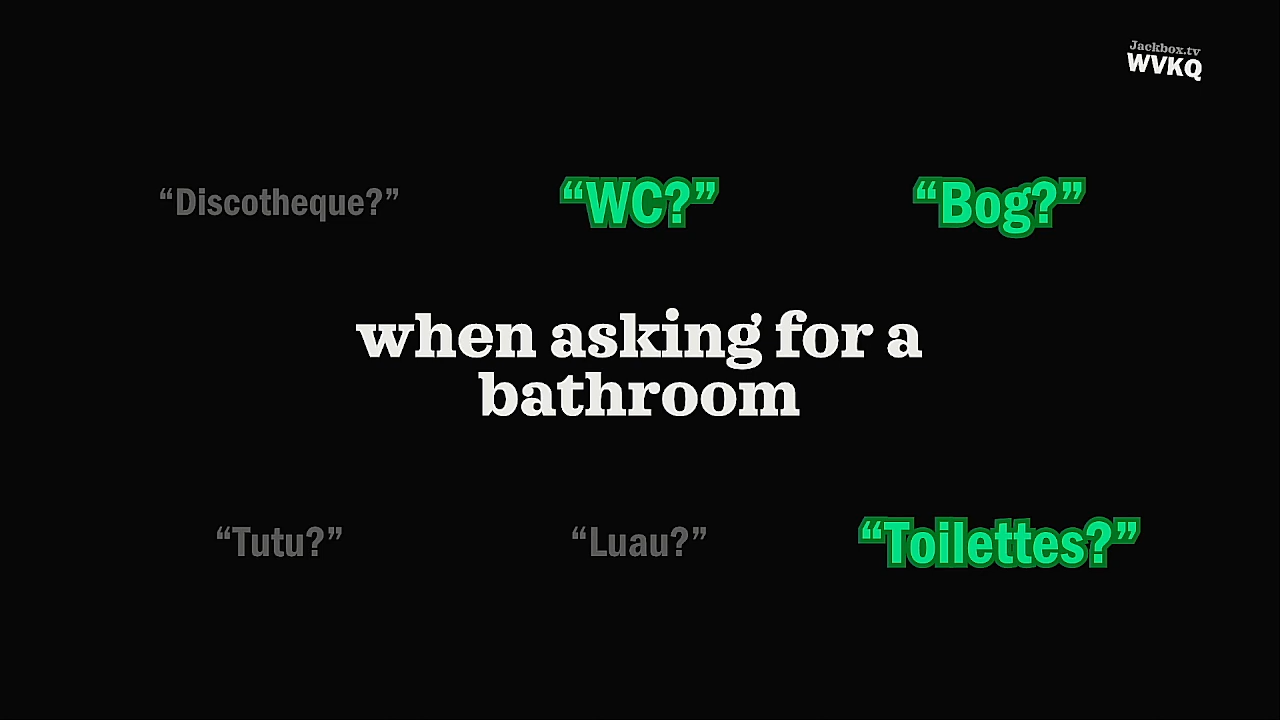 Jackbox.tv
WVKQ
“Discotheque?” “WC?” “Bog?”
when asking for a
bathroom
“Tutu?” “Luau?” “Toilettes?”